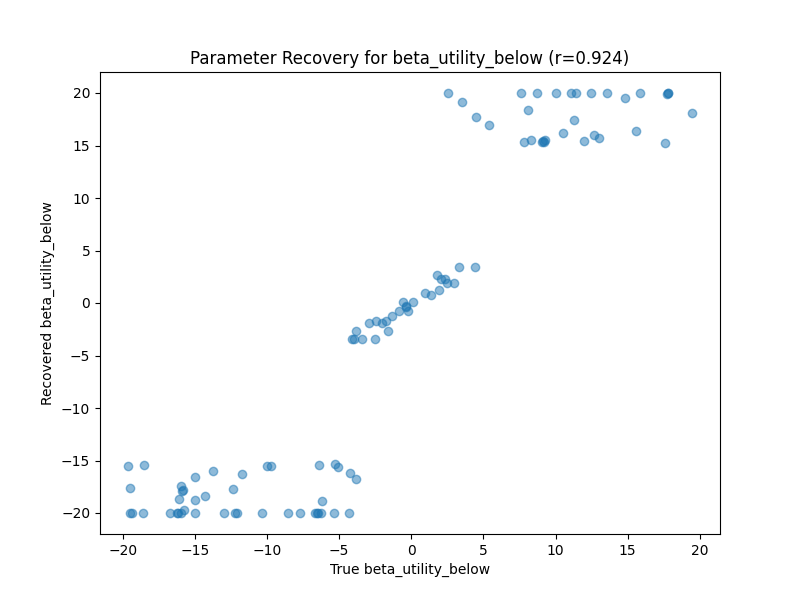 Parameter Recovery for beta_utility_below (r=0.924)
20
15
10
5
0
−5
−10
−15
−20
Recovered beta_utility_below
−20 −15 −10 −5 0 5 10 15 20
True beta_utility_below